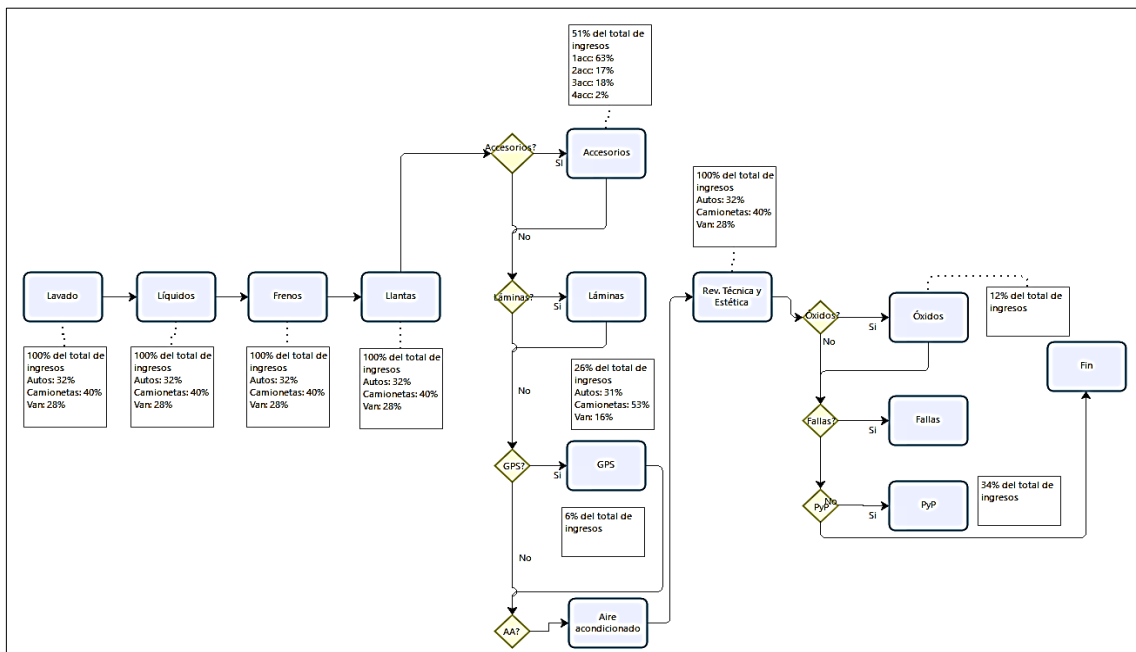 51% del total de
ingresos
1acc: 63%
2acc: 17%
3acc: 18%
4acc: 2%
Accesorios?
Si
Accesorios
No
100% del total de
ingresos
Autos: 32%
Camionetas: 40%
Van: 28%
Lavado
Líquidos
Frenos
Llantas
Láminas?
Si
Láminas
Rev. Técnica y
Estética
Óxidos?
Si
Óxidos
No
12% del total de
ingresos
100% del total de
ingresos
Autos: 32%
Camionetas: 40%
Van: 28%
100% del total de
ingresos
Autos: 32%
Camionetas: 40%
Van: 28%
100% del total de
ingresos
Autos: 32%
Camionetas: 40%
Van: 28%
100% del total de
ingresos
Autos: 32%
Camionetas: 40%
Van: 28%
No
26% del total de
ingresos
Autos: 31%
Camionetas: 53%
Van: 16%
Fin
Fallas?
Si
Fallas
GPS?
Si
GPS
6% del total de
ingresos
No
PyP
No
Si
PyP
34% del total de
ingresos
AA?
Aire
acondicionado